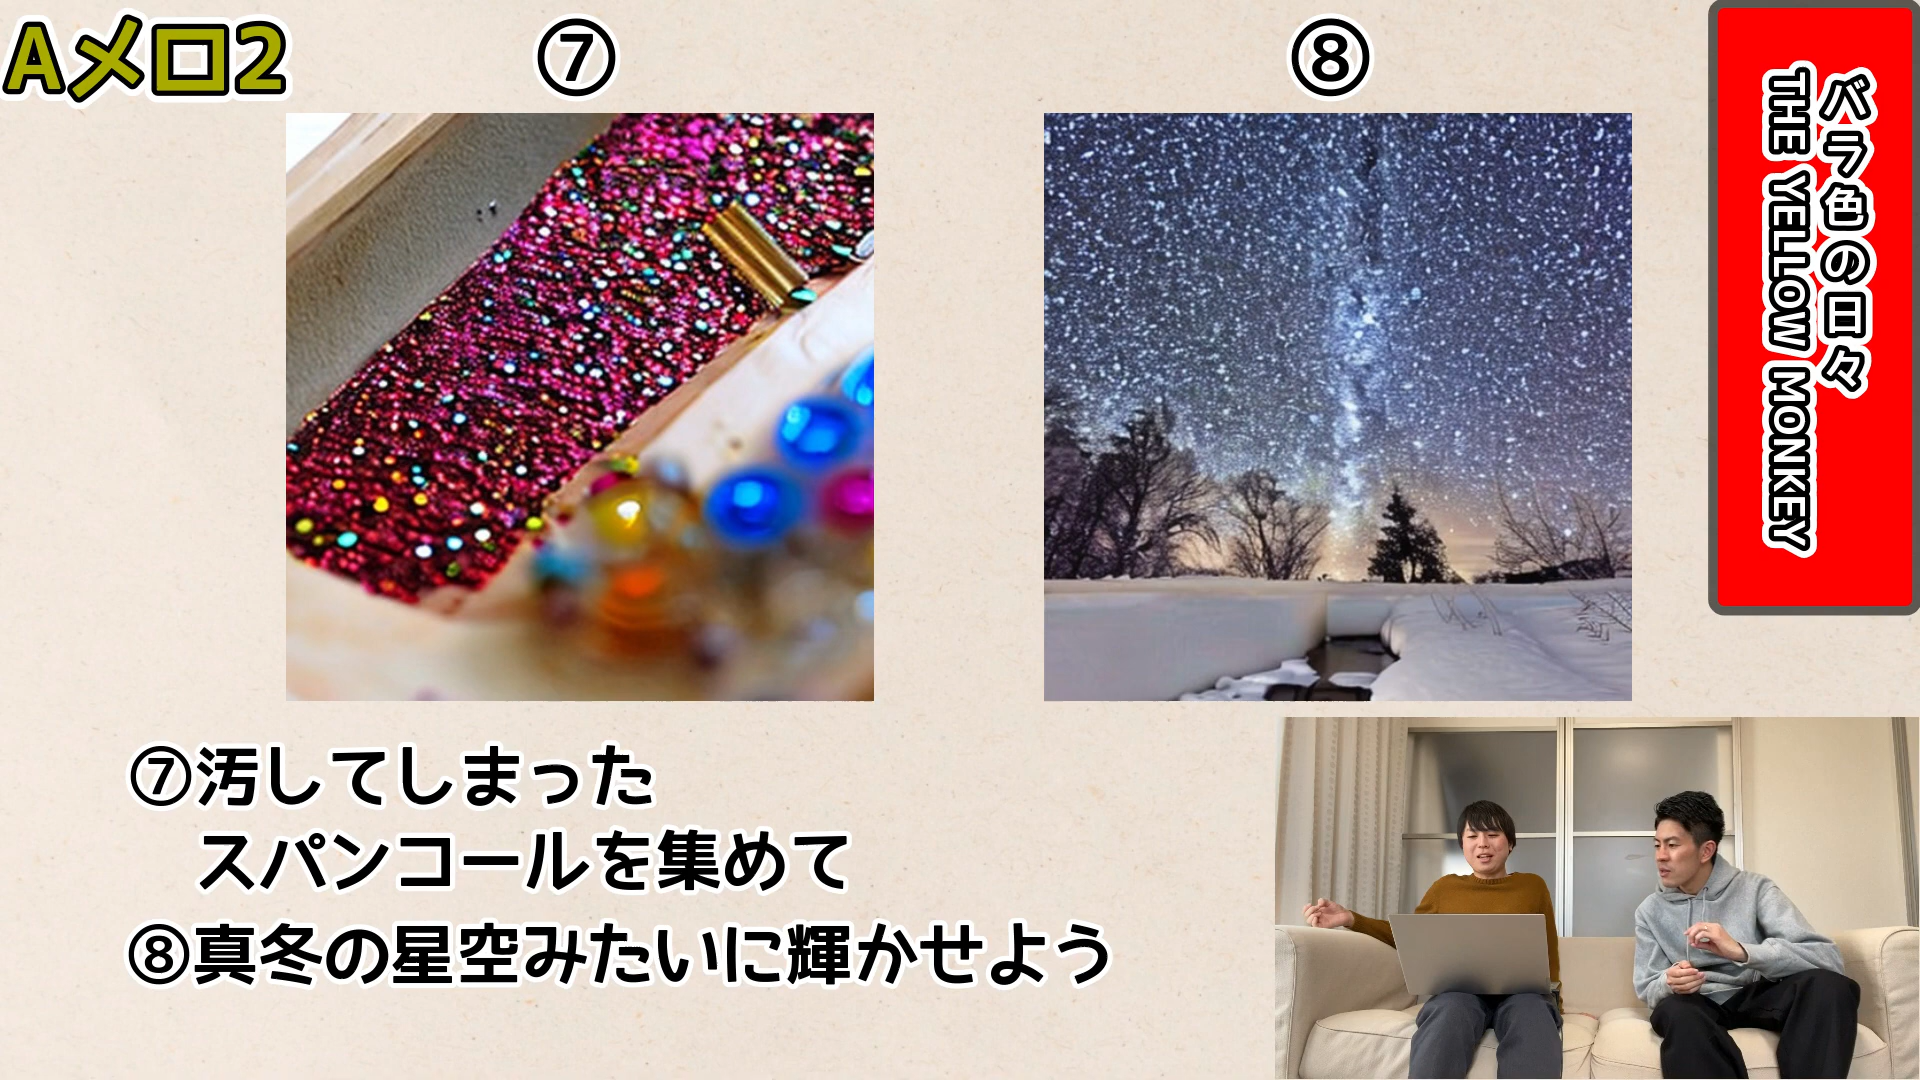 Aメロ2
⑦
⑧
バラ色の日々
THE YELLOW MONKEY
⑦汚してしまった
スパンコールを集めて
⑧真冬の星空みたいに輝かせよう